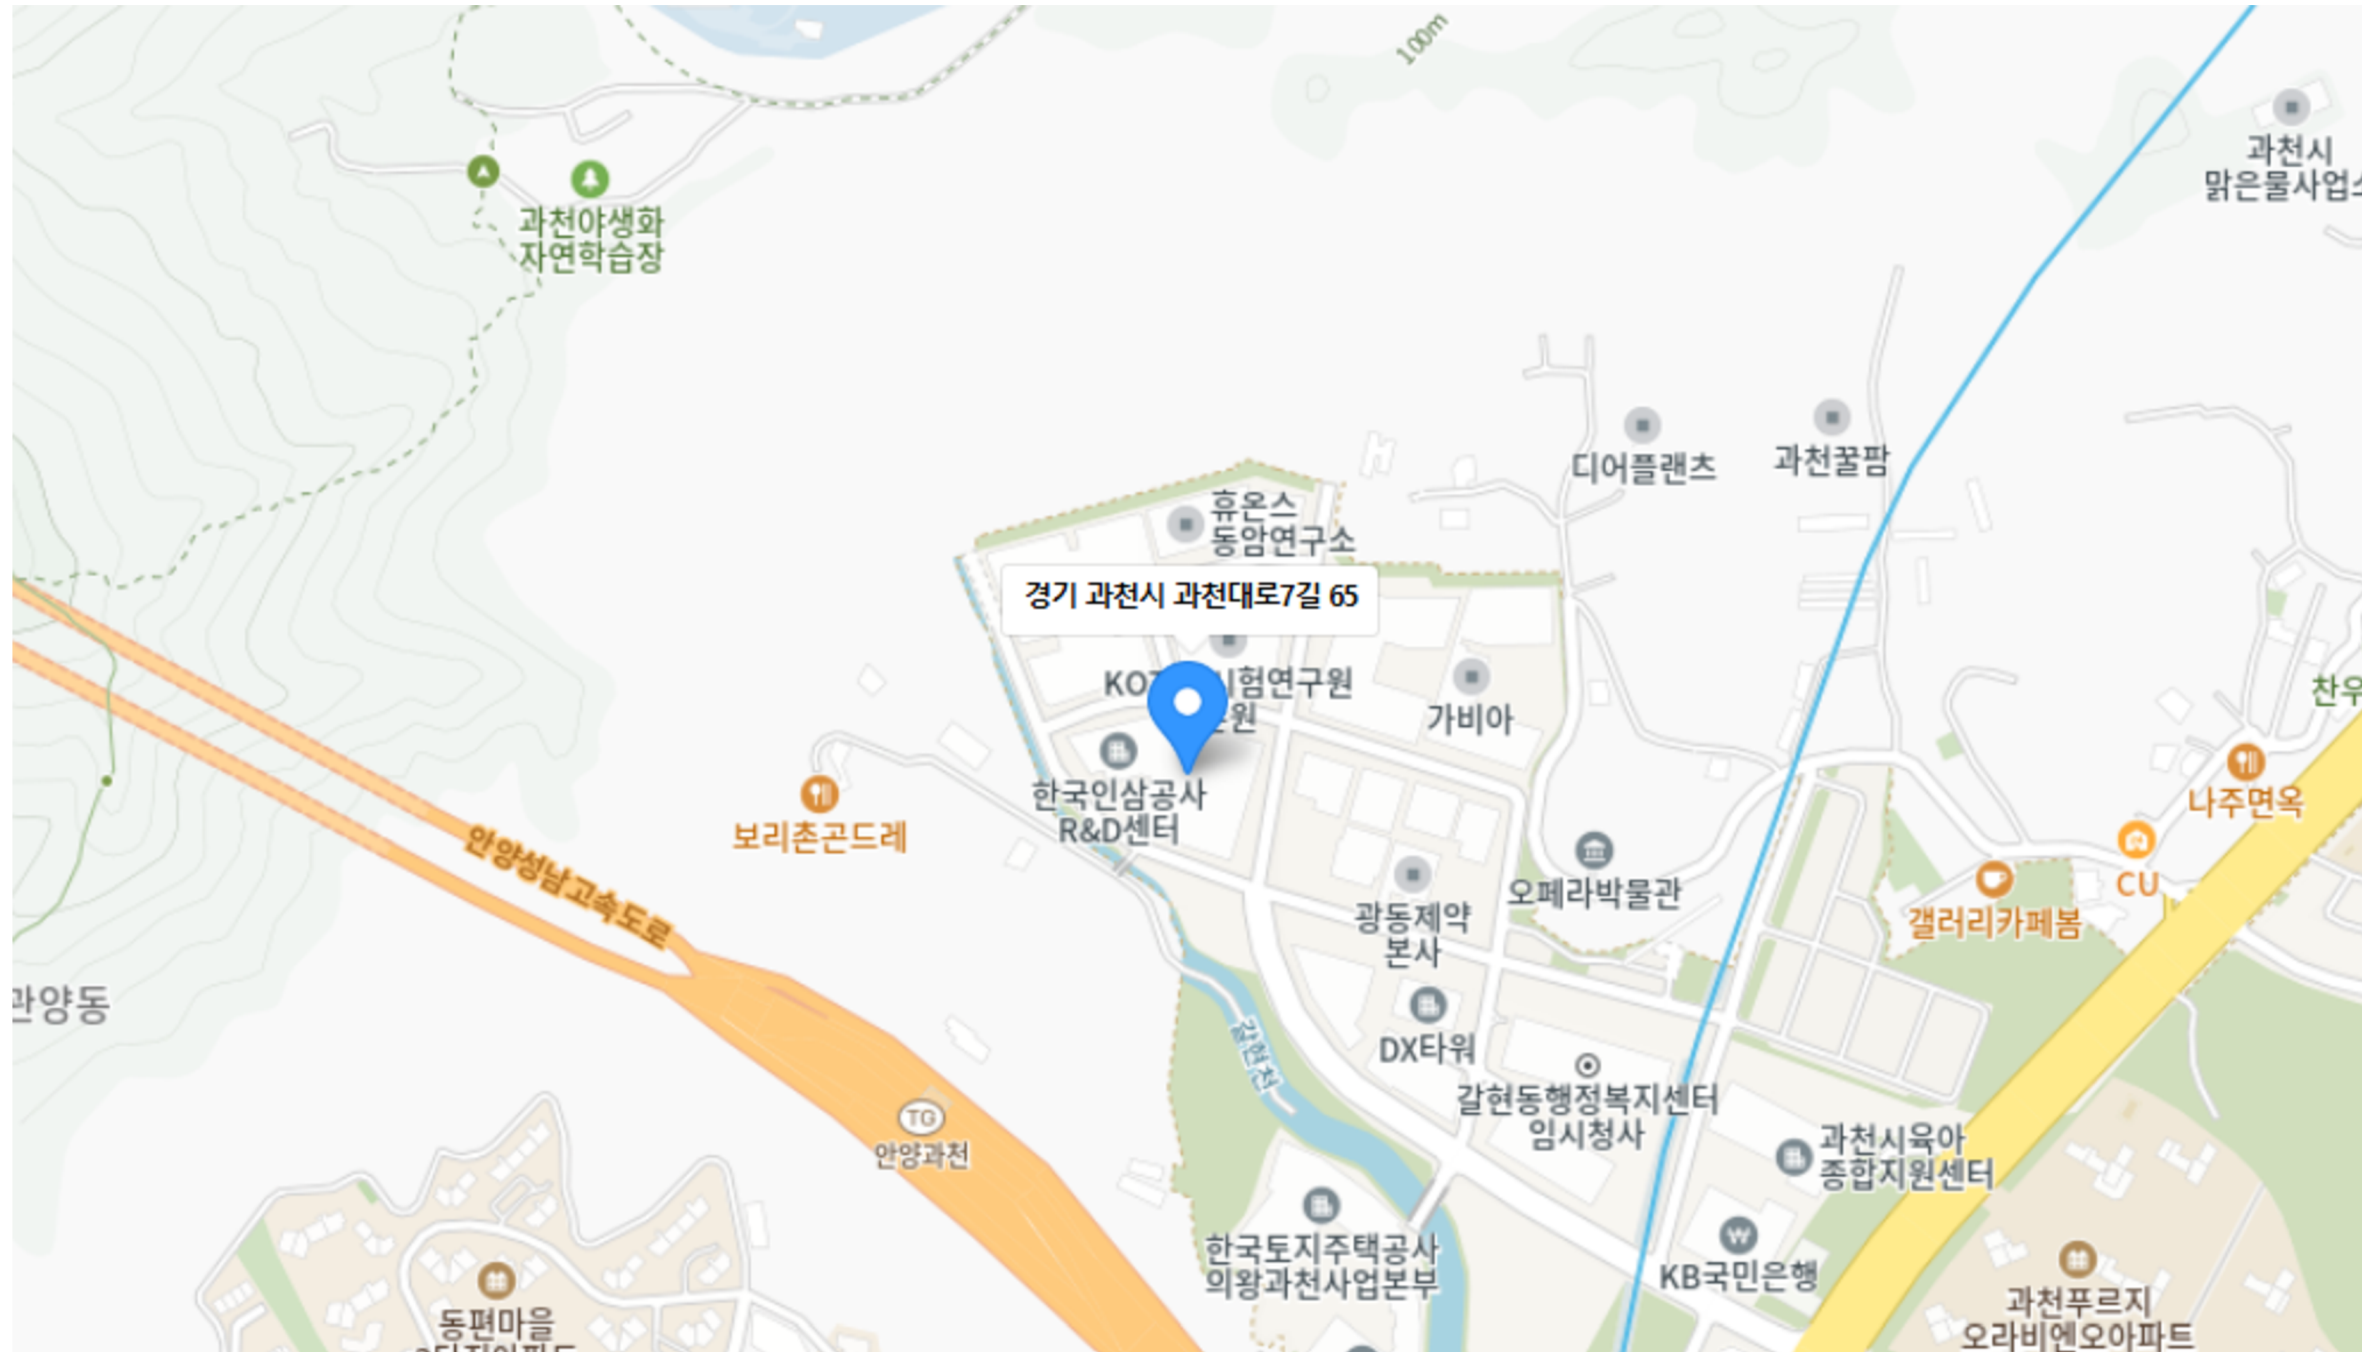 100m
과천시
맑은물사업소
과천야생화
자연학습장
디어플랜츠
과천꿀팜
휴온스
동암연구소
경기 과천시 과천대로7길 65
시험연구원
가비아
찬우
한국인삼공사
R&D센터
보리촌곤드레
나주면옥
CU
오페라박물관
갤러리카페봄
안양성남고속도로
광동제약
본사
관양동
DX타워
갈현천
갈현동행정복지센터
임시청사
TG
안양과천
과천시육아
종합지원센터
한국토지주택공사
의왕과천사업본부
KB국민은행
동편마을
과천푸르지
오라비엔오아파트